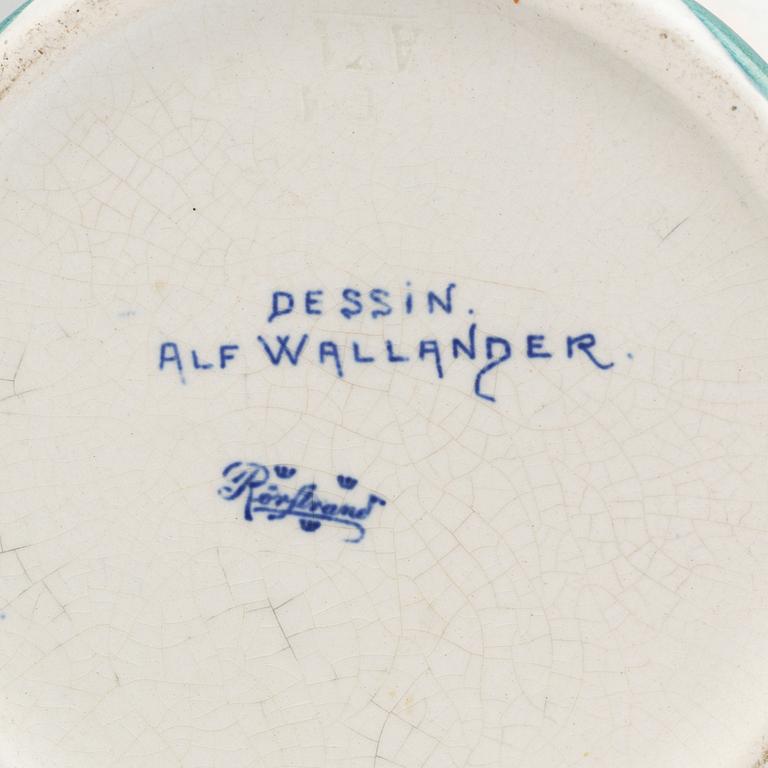 DESSiN.
ALF WALLANDER.
Rörstrand